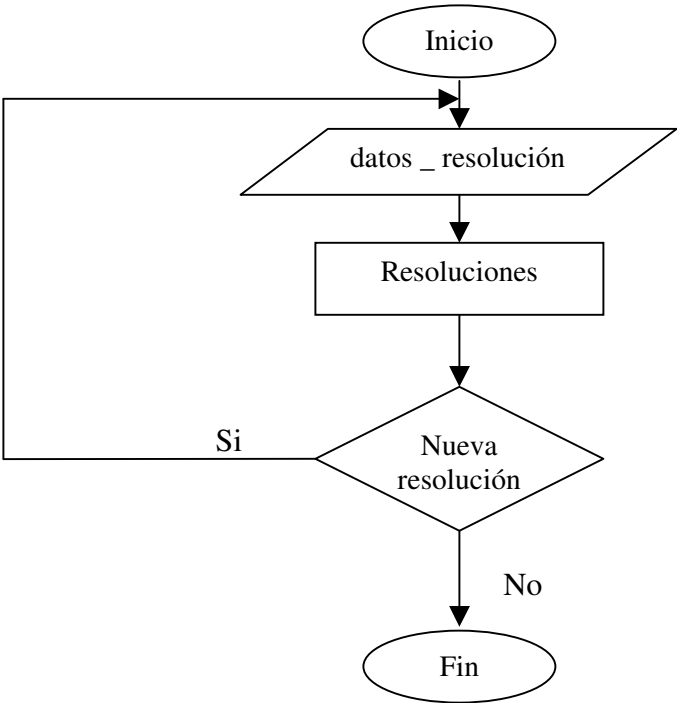 Inicio
datos _ resolución
Resoluciones
Si
Nueva
resolución
No
Fin